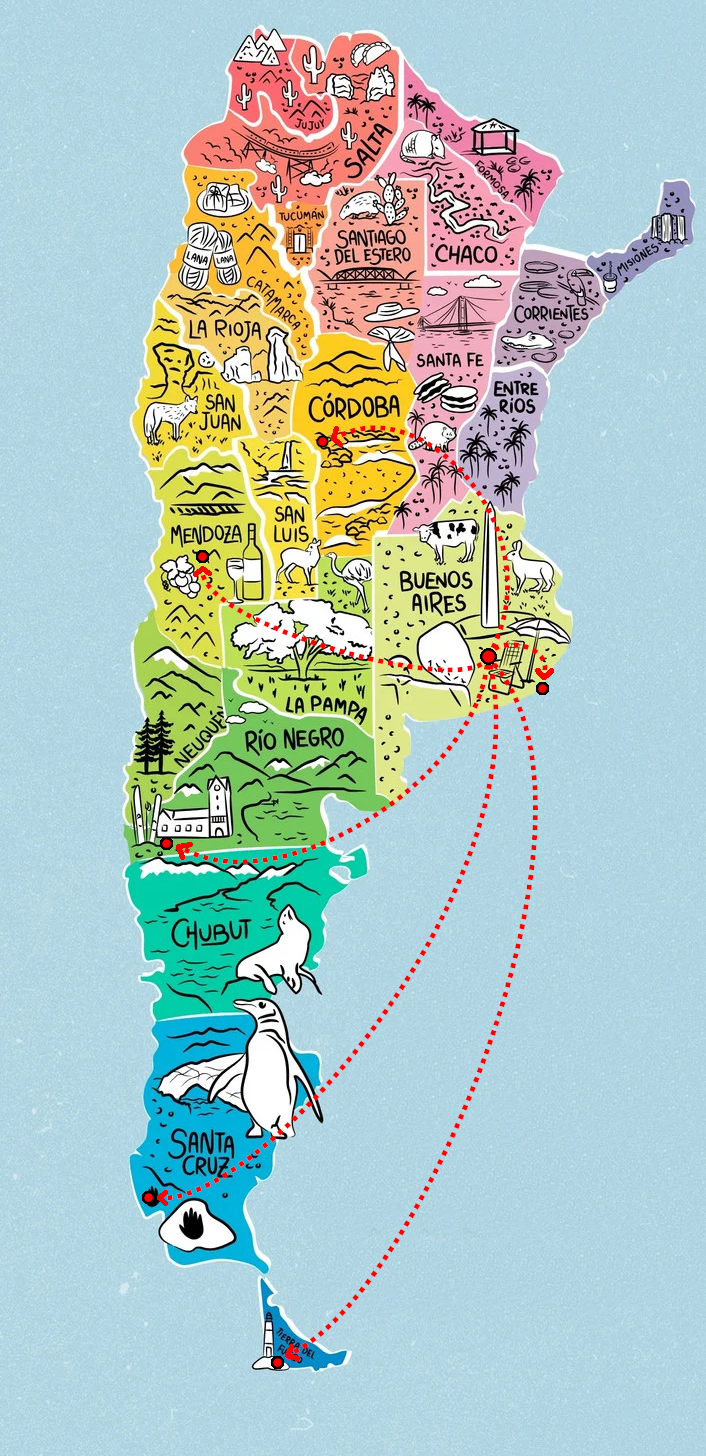 JUJUY
SALTA
FORMOSA
TUCUMÁN
SANTIAGO
DEL ESTERO
CHACO
MISIONES
LANA
LANA
CATAMARCA
CORRIENTES
LA RIOJA
SANTA FE
ENTRE
RÍOS
SAN
JUAN
CÓRDOBA
MENDOZA
SAN
LUIS
BUENOS
AIRES
LA PAMPA
NEUQUÉN
RÍO NEGRO
CHUBUT
SANTA
CRUZ
TIERRA DEL